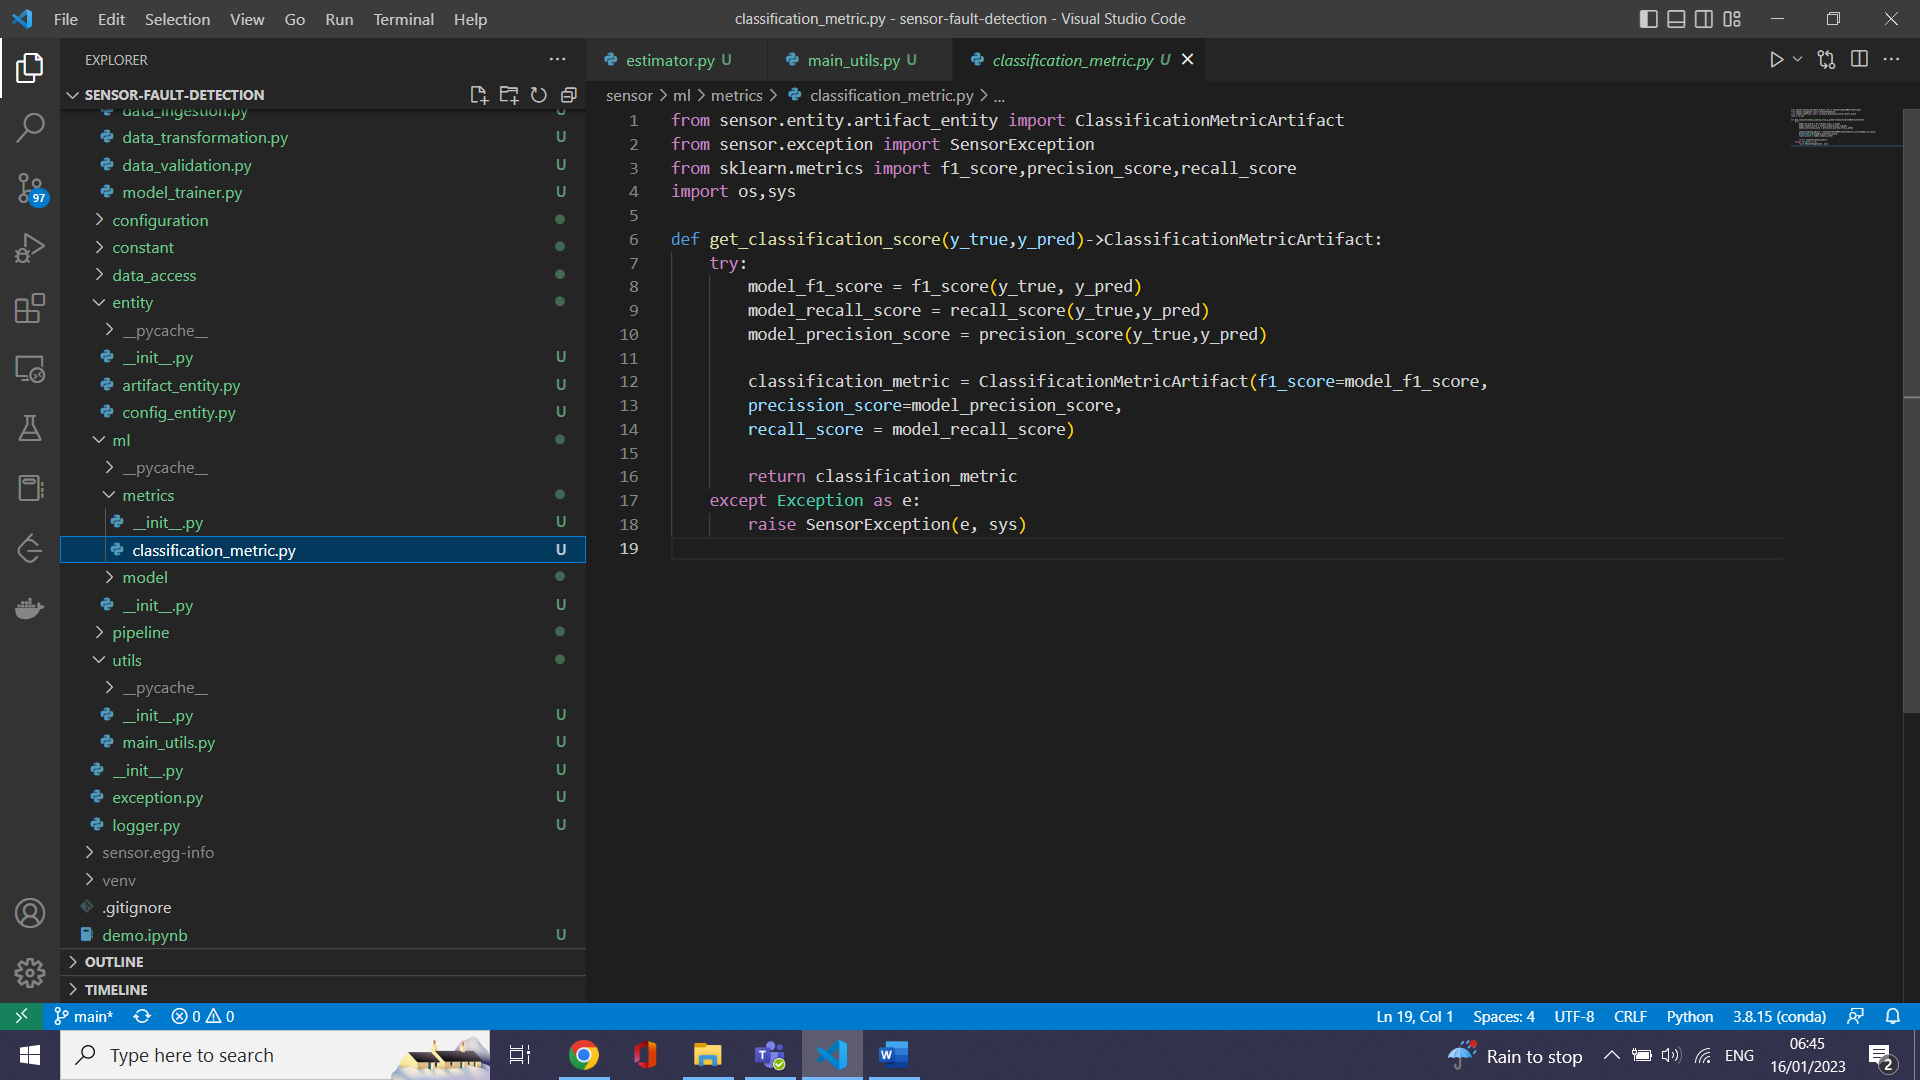 File Edit Selection View Go Run Terminal Help
classification_metric.py - sensor-fault-detection - Visual Studio Code
EXPLORER
SENSOR-FAULT-DETECTION
data_ingestion.py U
data_transformation.py U
data_validation.py U
model_trainer.py U
configuration
constant
data_access
entity
__pycache__
__init__.py U
artifact_entity.py U
config_entity.py U
ml
__pycache__
metrics
__init__.py U
classification_metric.py U
model
__init__.py U
pipeline
utils
__pycache__
__init__.py U
main_utils.py U
__init__.py U
exception.py U
logger.py U
sensor.egg-info
venv
.gitignore
demo.ipynb U
OUTLINE
TIMELINE
97
estimator.py U
main_utils.py U
classification_metric.py U
sensor > ml > metrics > classification_metric.py > ...
1 from sensor.entity.artifact_entity import ClassificationMetricArtifact
2 from sensor.exception import SensorException
3 from sklearn.metrics import f1_score,precision_score,recall_score
4 import os,sys
5
6 def get_classification_score(y_true,y_pred)->ClassificationMetricArtifact:
7 try:
8 model_f1_score = f1_score(y_true, y_pred)
9 model_recall_score = recall_score(y_true,y_pred)
10 model_precision_score = precision_score(y_true,y_pred)
11
12 classification_metric = ClassificationMetricArtifact(f1_score=model_f1_score,
13 precission_score=model_precision_score,
14 recall_score = model_recall_score)
15
16 return classification_metric
17 except Exception as e:
18 raise SensorException(e, sys)
19
main* 0 0
Ln 19, Col 1 Spaces: 4 UTF-8 CRLF Python 3.8.15 (conda)
Type here to search
Rain to stop ENG
06:45
16/01/2023
2